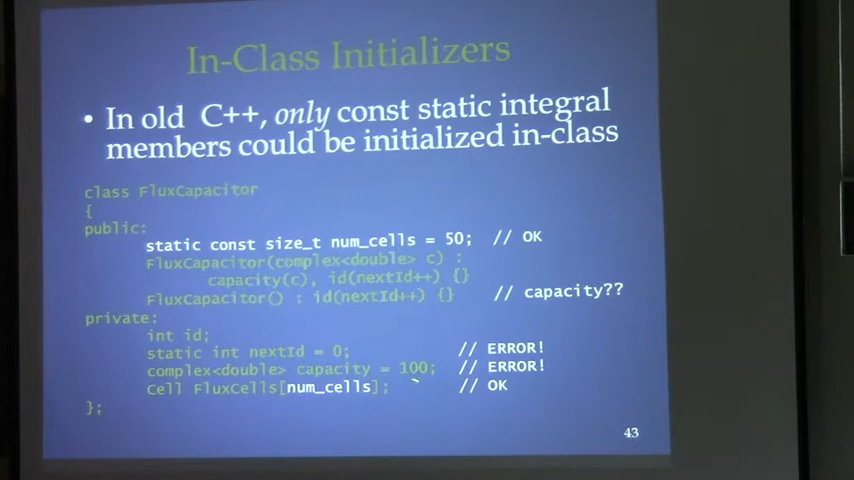 In-Class Initializers
• In old C++, only const static integral
members could be initialized in-class
class FluxCapacitor
{
public:
static const size_t num_cells = 50; // OK
FluxCapacitor(complex<double> c) :
capacity(c), id(nextId++) {}
FluxCapacitor() : id(nextId++) {} // capacity??
private:
int id;
static int nextId = 0; // ERROR!
complex<double> capacity = 100; // ERROR!
Cell FluxCells[num_cells]; // OK
};
43